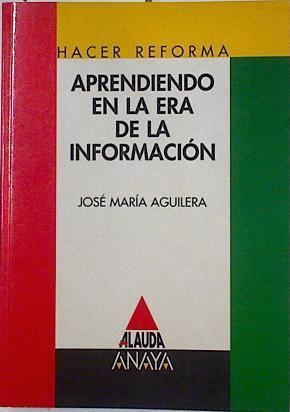 HACER REFORMA
APRENDIENDO
EN LA ERA
DE LA
INFORMACIÓN
JOSÉ MARÍA AGUILERA
ALAUDA
ANAYA